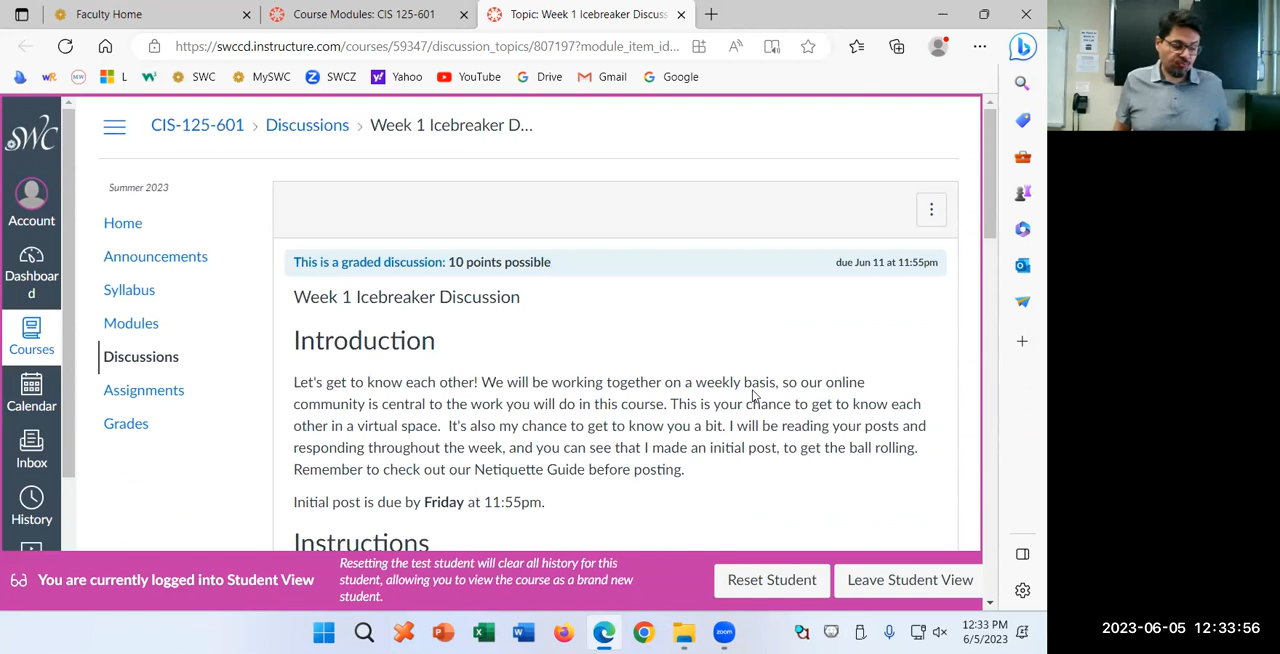 Faculty Home
Course Modules: CIS 125-601
Topic: Week 1 Icebreaker Discuss
https://swccd.instructure.com/courses/59347/discussion_topics/807197?module_item_id...
wR
MW
L
SWC
MySWC
SWCZ
Yahoo
YouTube
Drive
Gmail
Google
SWC
CIS-125-601 > Discussions > Week 1 Icebreaker D...
Account
Dashboar
d
Courses
Calendar
Inbox
History
Summer 2023
Home
Announcements
Syllabus
Modules
Discussions
Assignments
Grades
This is a graded discussion: 10 points possible
due Jun 11 at 11:55pm
Week 1 Icebreaker Discussion
Introduction
Let's get to know each other! We will be working together on a weekly basis, so our online
community is central to the work you will do in this course. This is your chance to get to know each
other in a virtual space. It's also my chance to get to know you a bit. I will be reading your posts and
responding throughout the week, and you can see that I made an initial post, to get the ball rolling.
Remember to check out our Netiquette Guide before posting.
Initial post is due by Friday at 11:55pm.
Instructions
You are currently logged into Student View
Resetting the test student will clear all history for this
student, allowing you to view the course as a brand new
student.
Reset Student
Leave Student View
zoom
12:33 PM
6/5/2023
2023-06-05 12:33:56